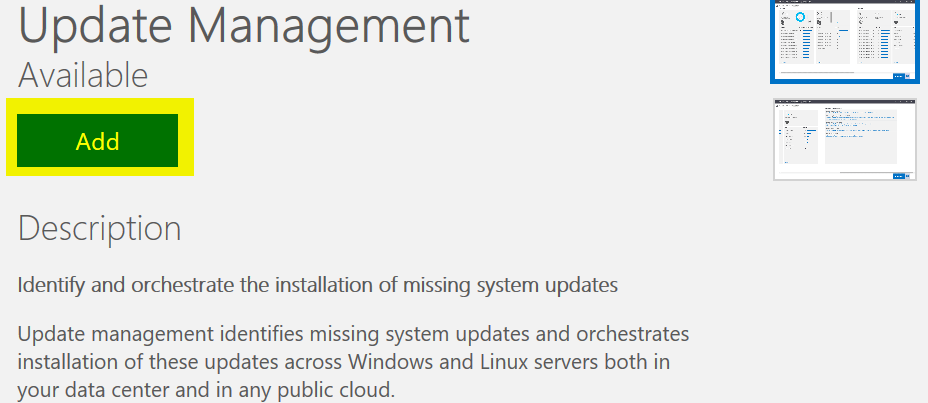 Update Management
Available
Add
Description
Identify and orchestrate the installation of missing system updates
Update management identifies missing system updates and orchestrates
installation of these updates across Windows and Linux servers both in
your data center and in any public cloud.